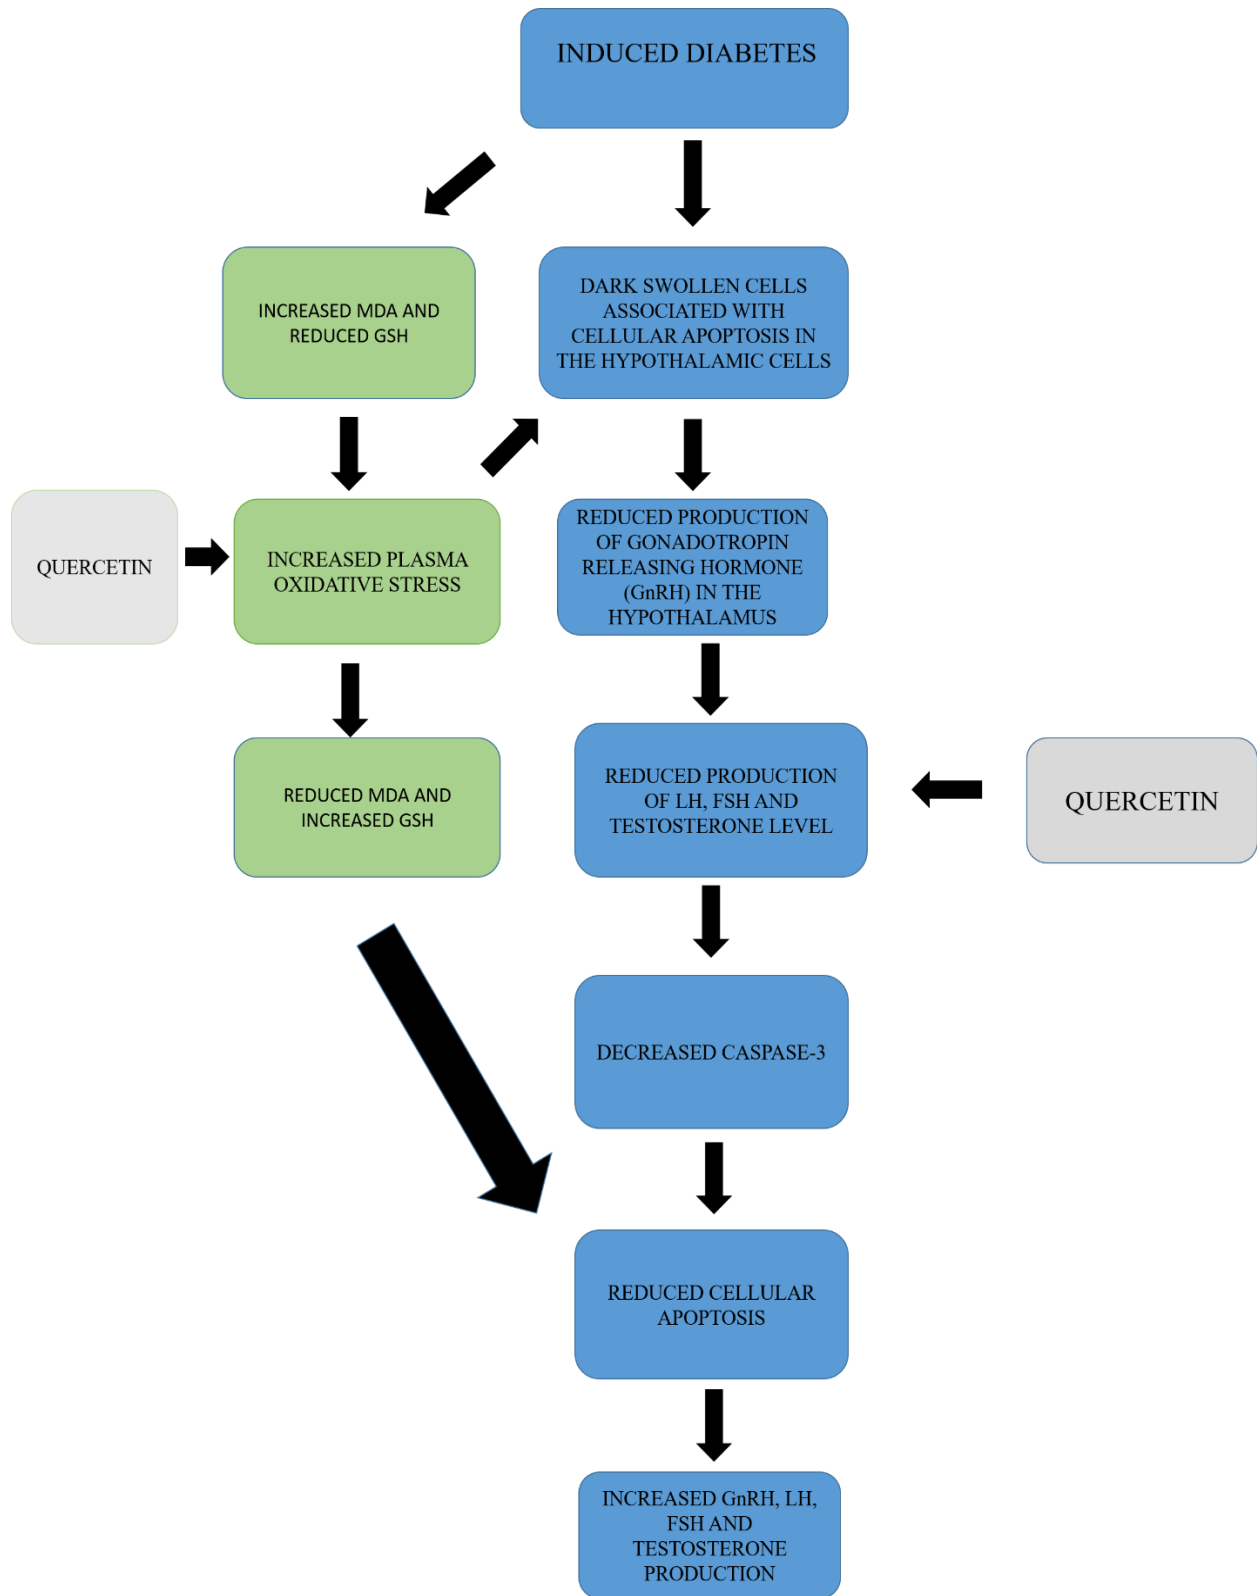 INDUCED DIABETES
INCREASED MDA AND
REDUCED GSH
DARK SWOLLEN CELLS
ASSOCIATED WITH
CELLULAR APOPTOSIS IN
THE HYPOTHALAMIC CELLS
QUERCETIN
INCREASED PLASMA
OXIDATIVE STRESS
REDUCED PRODUCTION
OF GONADOTROPIN
RELEASING HORMONE
(GnRH) IN THE
HYPOTHALAMUS
REDUCED MDA AND
INCREASED GSH
REDUCED PRODUCTION
OF LH, FSH AND
TESTOSTERONE LEVEL
QUERCETIN
DECREASED CASPASE-3
REDUCED CELLULAR
APOPTOSIS
INCREASED GnRH, LH,
FSH AND
TESTOSTERONE
PRODUCTION